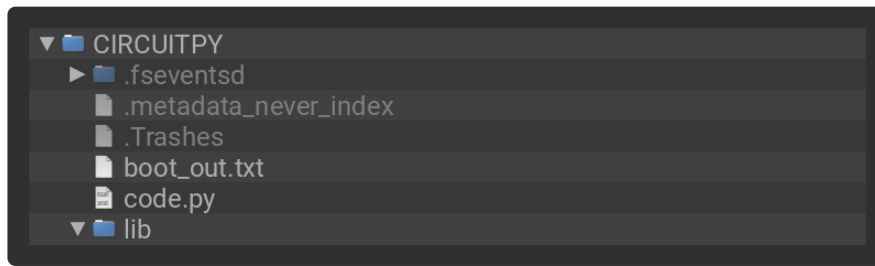 CIRCUITPY
.fseventsd
.metadata_never_index
.Trashes
boot_out.txt
code.py
lib